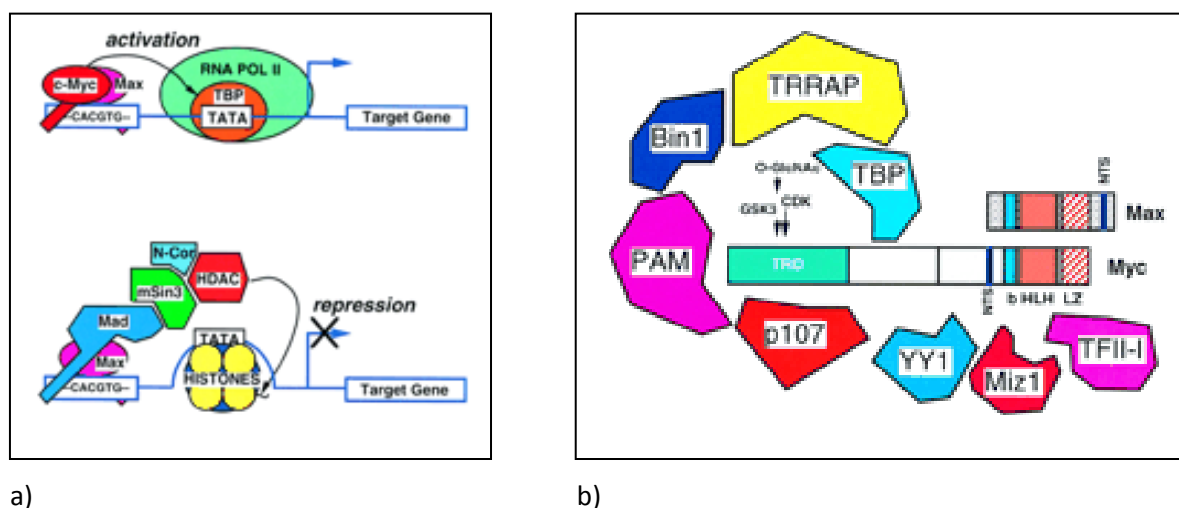 activation
RNA POL II
c-Myc Max
TBP
--CACGTG-- TATA Target Gene
N-Cor
HDAC
mSin3
repression
Mad
TATA
Max
HISTONES
--CACGTG-- Target Gene
a)
TRRAP
Bin1
O-GlcNAc
TBP
NTS
GSK3 CDK
Max
PAM
TRD
Myc
NTS
b HLH LZ
p107
YY1
Miz1
TFII-I
b)